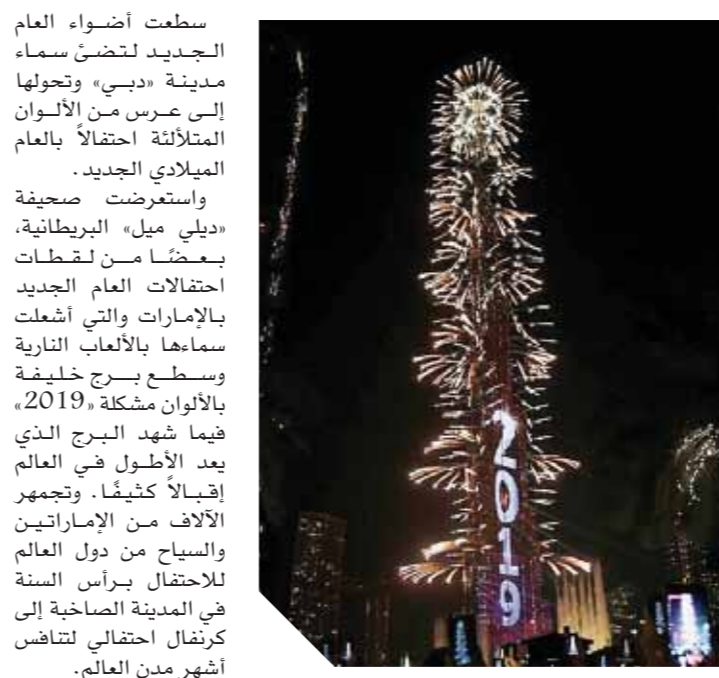 سطعت أضواء العام
الجديد لتضئ سماء
مدينة «دبي» وتحولها
إلى عرس من الألوان
المتلألئة احتفالاً بالعام
الميلادي الجديد.
واستعرضت صحيفة
«ديلي ميل» البريطانية،
بعضًا من لقطات
احتفالات العام الجديد
بالإمارات والتي أشعلت
سماءها بالألعاب النارية
وسطع برج خليفة
بالألوان مشكلة «2019»
فيما شهد البرج الذي
يعد الأطول في العالم
إقبالاً كثيفًا. وتجمهر
الآلاف من الإماراتيين
والسياح من دول العالم
للاحتفال برأس السنة
في المدينة الصاخبة إلى
كرنفال احتفالي لتنافس
أشهر مدن العالم.
2019